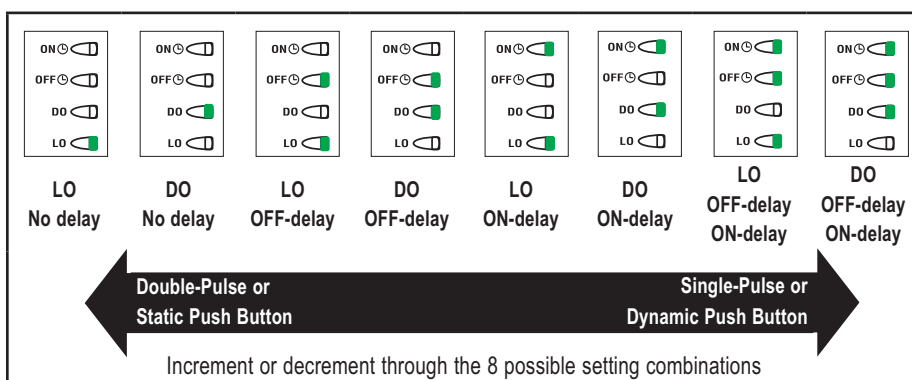 ON ON ON ON ON ON ON ON
OFF OFF OFF OFF OFF OFF OFF OFF
DO DO DO DO DO DO DO DO
LO LO LO LO LO LO LO LO
LO DO LO DO LO DO LO DO
No delay No delay OFF-delay OFF-delay ON-delay ON-delay OFF-delay OFF-delay
ON-delay ON-delay
Double-Pulse or Single-Pulse or
Static Push Button Dynamic Push Button
Increment or decrement through the 8 possible setting combinations